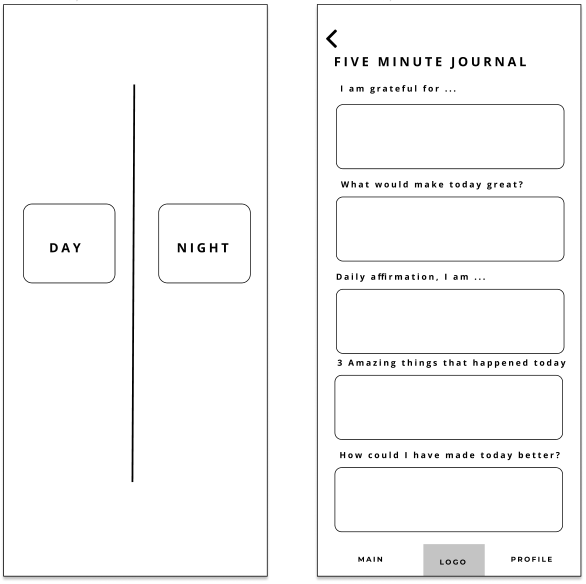 DAY
NIGHT
FIVE MINUTE JOURNAL
I am grateful for ...
What would make today great?
Daily affirmation, I am ...
3 Amazing things that happened today
How could I have made today better?
MAIN
LOGO
PROFILE